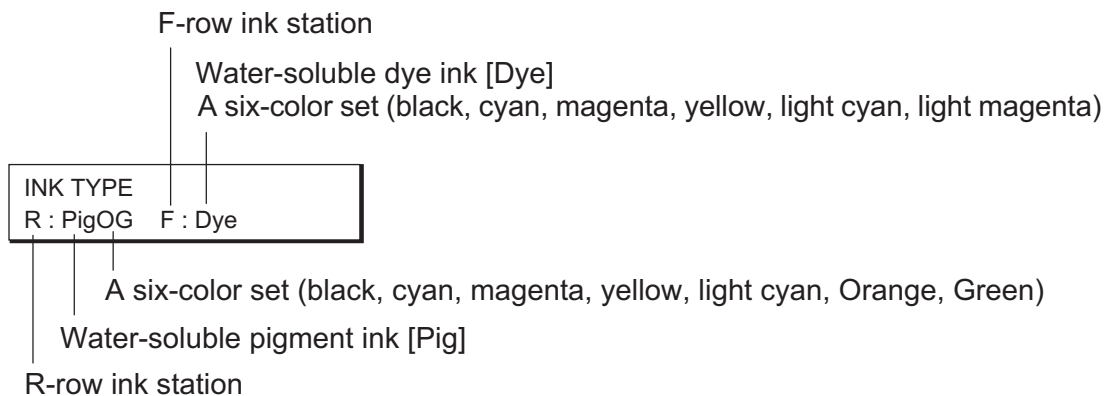 F-row ink station
Water-soluble dye ink [Dye]
A six-color set (black, cyan, magenta, yellow, light cyan, light magenta)
INK TYPE
R : PigOG F : Dye
A six-color set (black, cyan, magenta, yellow, light cyan, Orange, Green)
Water-soluble pigment ink [Pig]
R-row ink station